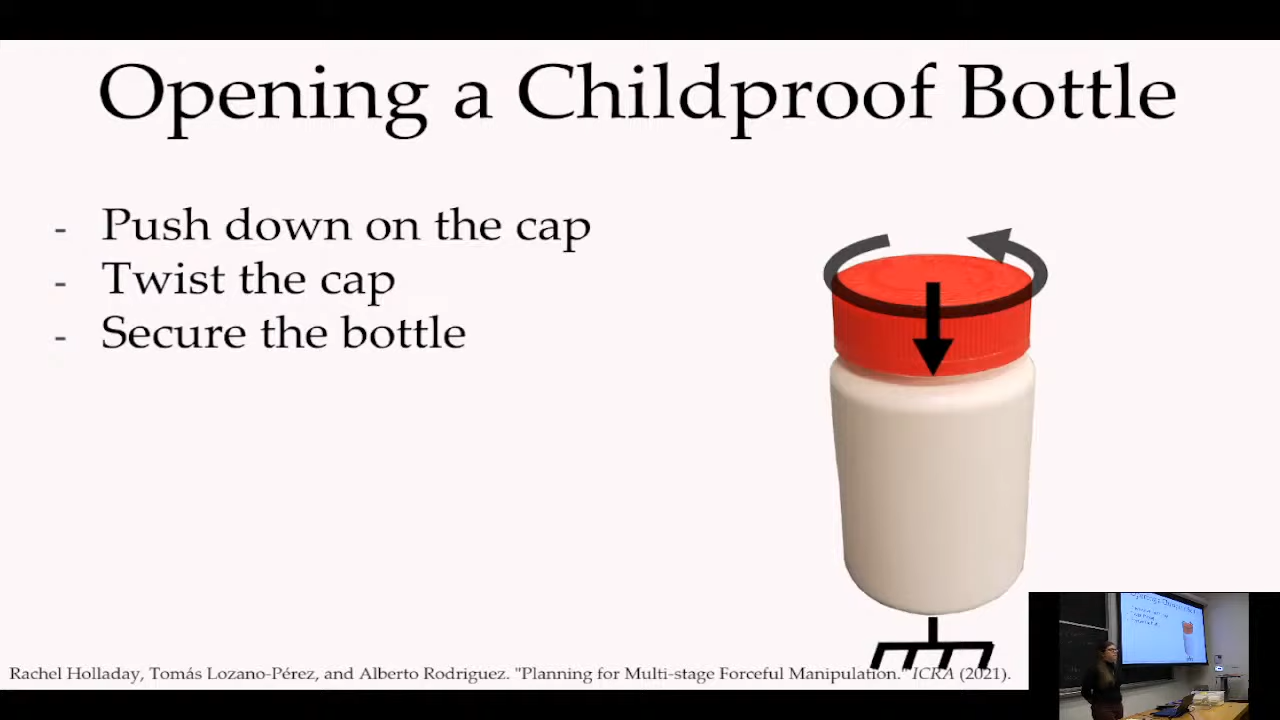 Opening a Childproof Bottle
- Push down on the cap
- Twist the cap
- Secure the bottle
Rachel Holladay, Tomás Lozano-Pérez, and Alberto Rodriguez. "Planning for Multi-stage Forceful Manipulation." ICRA (2021).